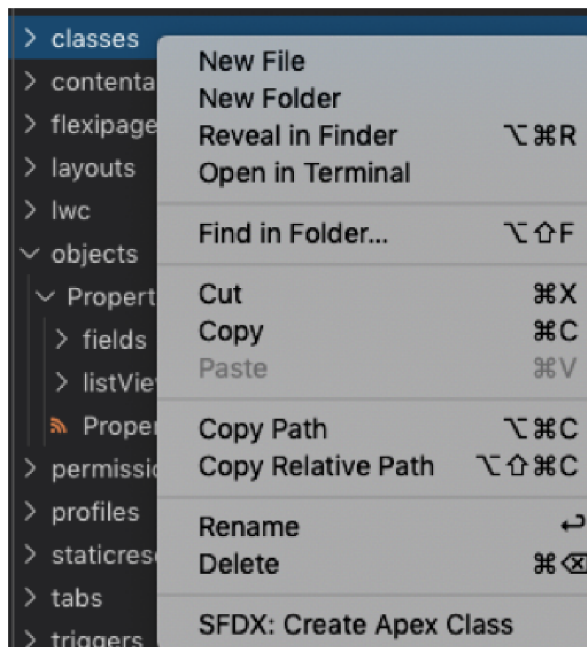 classes
contenta
flexipage
layouts
lwc
objects
Propert
fields
listVie
Proper
permissio
profiles
staticres
tabs
triggers
New File
New Folder
Reveal in Finder ⌥⌘R
Open in Terminal
Find in Folder... ⌥⇧F
Cut ⌘X
Copy ⌘C
Paste ⌘V
Copy Path ⌥⌘C
Copy Relative Path ⌥⇧⌘C
Rename ↩
Delete ⌘⌫
SFDX: Create Apex Class